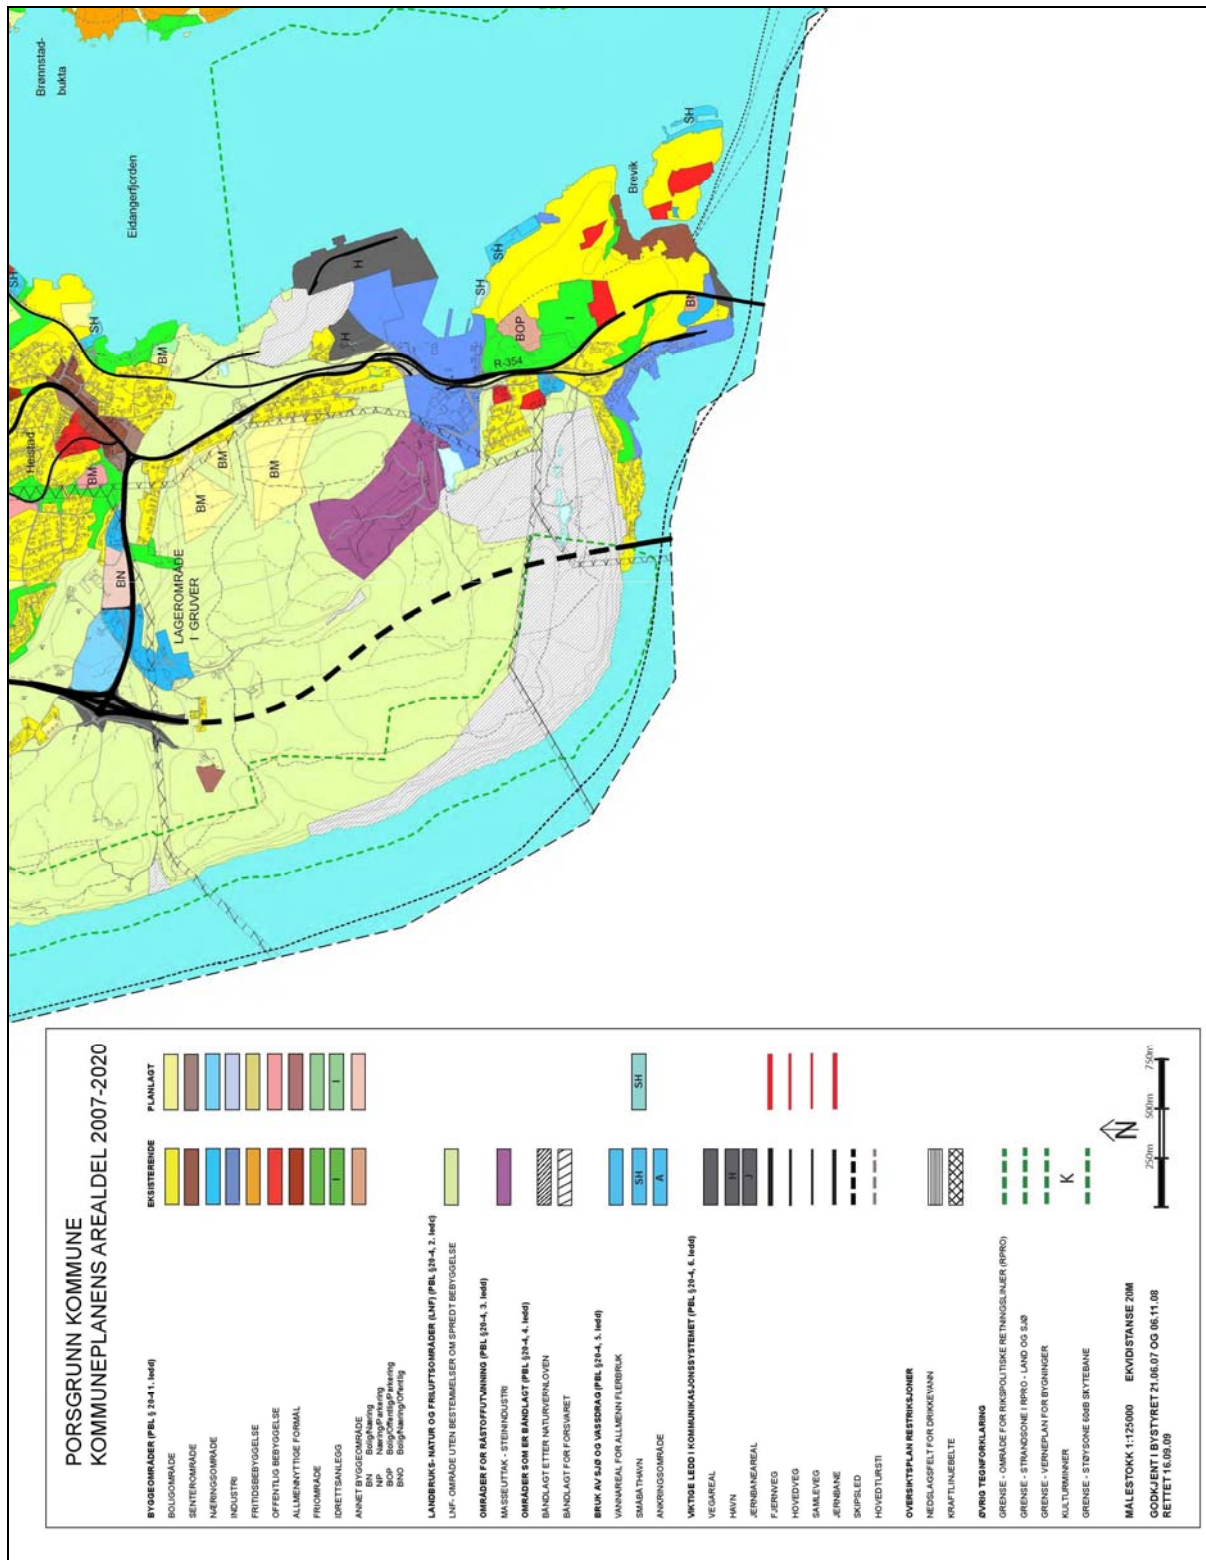 Brønnstad-
bukta
Eidangerfjorden
SH
SH
Heistad
BM
BM
BN
LAGEROMRÅDE
I GRUVER
BM
BM
BM
H
H
SH
SH
BOP
I
R-354
Brevik
SH
BN
PORSGRUNN KOMMUNE
KOMMUNEPLANENS AREALDEL 2007-2020
EKSISTERENDE PLANLAGT
BYGGEOMRÅDER (PBL § 20-4 1. ledd)
BOLIGOMRÅDE
SENTEROMRÅDE
NÆRINGSOMRÅDE
INDUSTRI
FRITIDSBEBYGGELSE
OFFENTLIG BEBYGGELSE
ALLMENNYTTIGE FORMÅL
FRIOMRÅDE
IDRETTSANLEGG I I
ANNET BYGGEOMRÅDE
BN Bolig/Næring
NP Næring/Parkering
BOP Bolig/Offentlig/Parkering
BNO Bolig/Næring/Offentlig
LANDBRUKS- NATUR OG FRILUFTSOMRÅDER (LNF) (PBL §20-4, 2. ledd)
LNF- OMRÅDE UTEN BESTEMMELSER OM SPREDT BEBYGGELSE
OMRÅDER FOR RÅSTOFFUTVINNING (PBL §20-4, 3. ledd)
MASSEUTTAK - STEININDUSTRI
OMRÅDER SOM ER BÅNDLAGT (PBL §20-4, 4. ledd)
BÅNDLAGT ETTER NATURVERNLOVEN
BÅNDLAGT FOR FORSVARET
BRUK AV SJØ OG VASSDRAG (PBL §20-4, 5. ledd)
VANNAREAL FOR ALLMENN FLERBRUK
SMÅBÅTHAVN SH SH
ANKRINGSOMRÅDE A
VIKTIGE LEDD I KOMMUNIKASJONSSYSTEMET (PBL §20-4, 6. ledd)
VEGAREAL
HAVN H
JERNBANEAREAL J
FJERNVEG
HOVEDVEG
SAMLEVEG
JERNBANE
SKIPSLED
HOVEDTURSTI
OVERSIKTSPLAN RESTRIKSJONER
NEDSLAGSFELT FOR DRIKKEVANN
KRAFTLINJEBELTE
ØVRIG TEGNFORKLARING
GRENSE - OMRÅDE FOR RIKSPOLITISKE RETNINGSLINJER (RPRO)
GRENSE - STRANDSONE I RPRO - LAND OG SJØ
GRENSE - VERNEPLAN FOR BYGNINGER
KULTURMINNER K
GRENSE - STØYSONE 60dB SKYTEBANE
MÅLESTOKK 1:125000 EKVIDISTANSE 20M
GODKJENT I BYSTYRET 21.06.07 OG 06.11.08
RETTET 16.09.09
N
250m 500m 750m